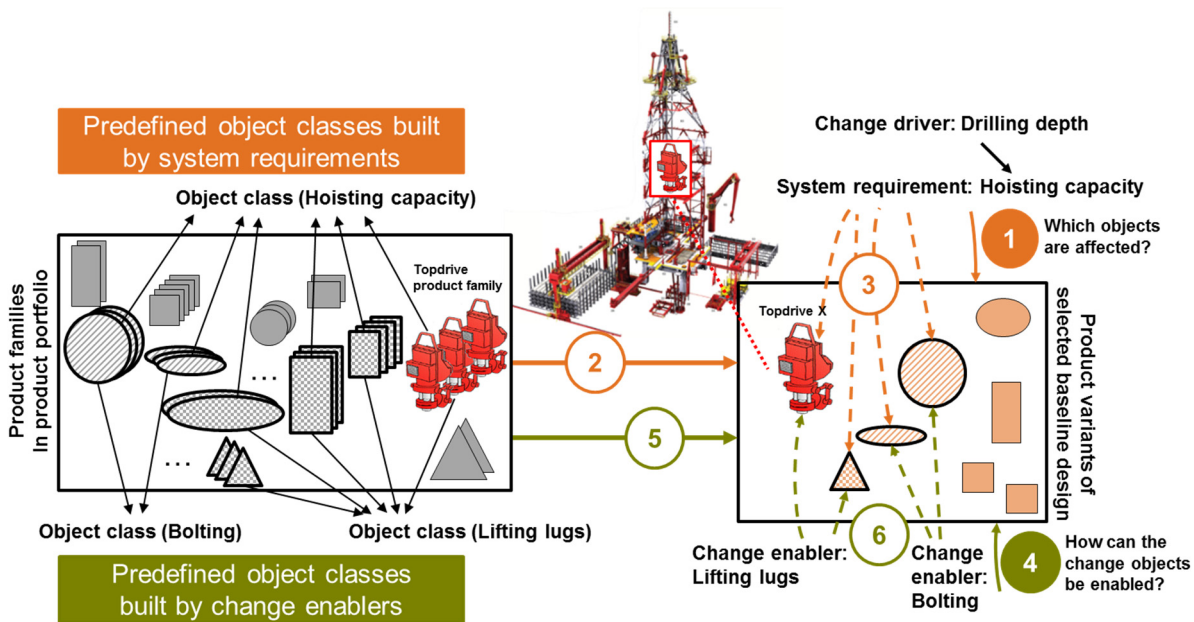 Predefined object classes built
by system requirements
Object class (Hoisting capacity)
Product families
In product portfolio
Topdrive
product family
...
...
Object class (Bolting)
Object class (Lifting lugs)
Predefined object classes
built by change enablers
2
5
Change driver: Drilling depth
System requirement: Hoisting capacity
1
Which objects
are affected?
3
Topdrive X
Product variants of
selected baseline design
6
Change enabler:
Lifting lugs
Change
enabler:
Bolting
4
How can the
change objects
be enabled?